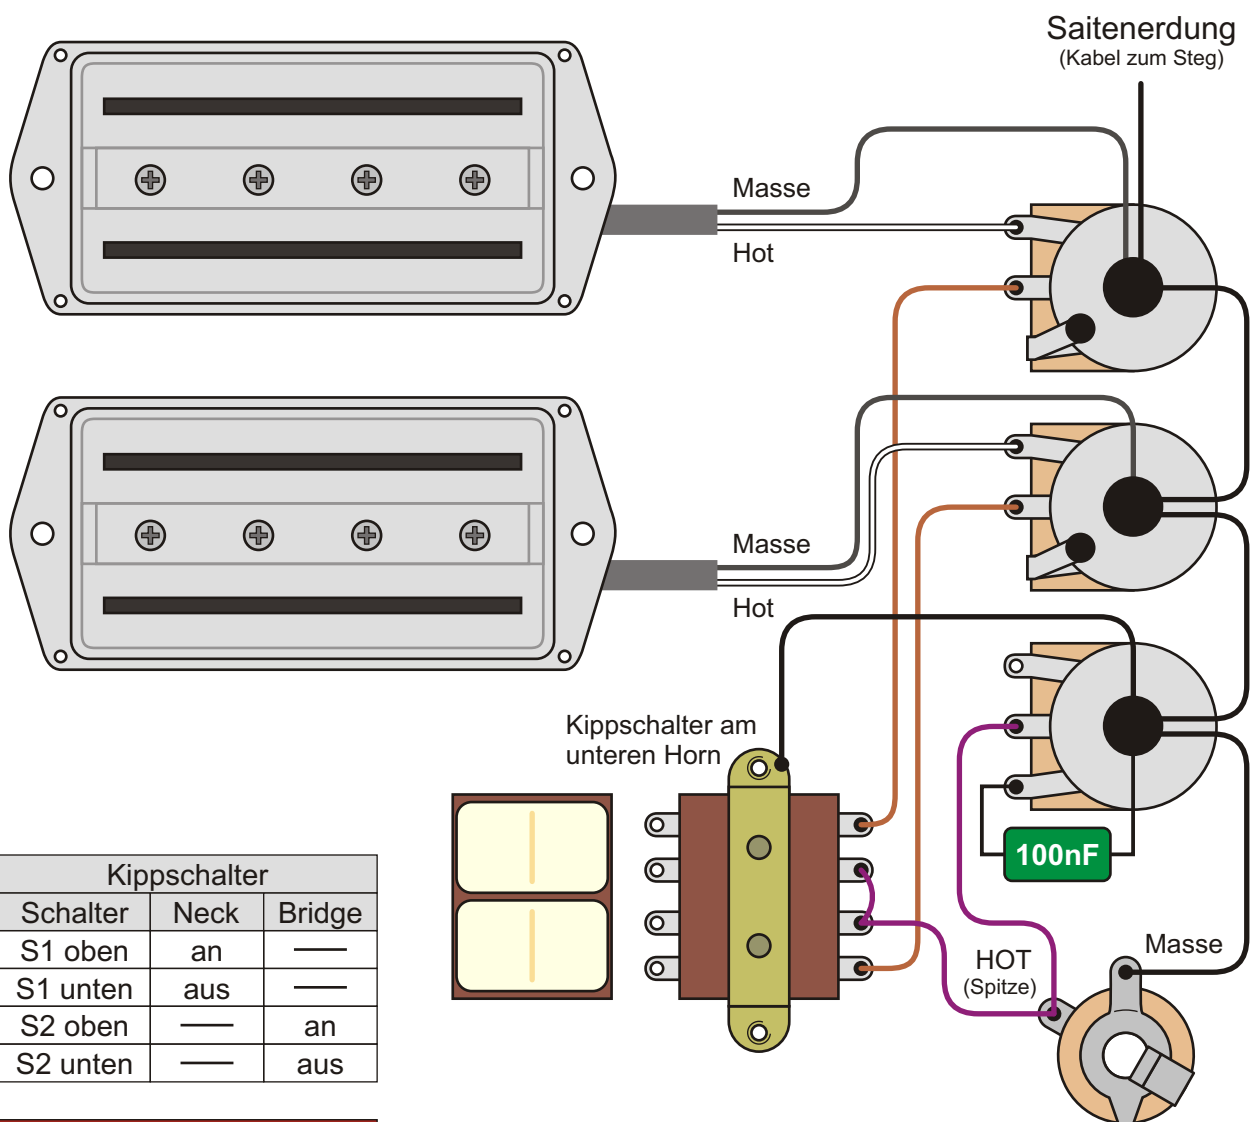 Saitenerdung
(Kabel zum Steg)
Masse
Hot
Masse
Hot
Kippschalter am
unteren Horn
100nF
Kippschalter
Schalter Neck Bridge
S1 oben an —
S1 unten aus —
S2 oben — an
S2 unten — aus
HOT
(Spitze)
Masse